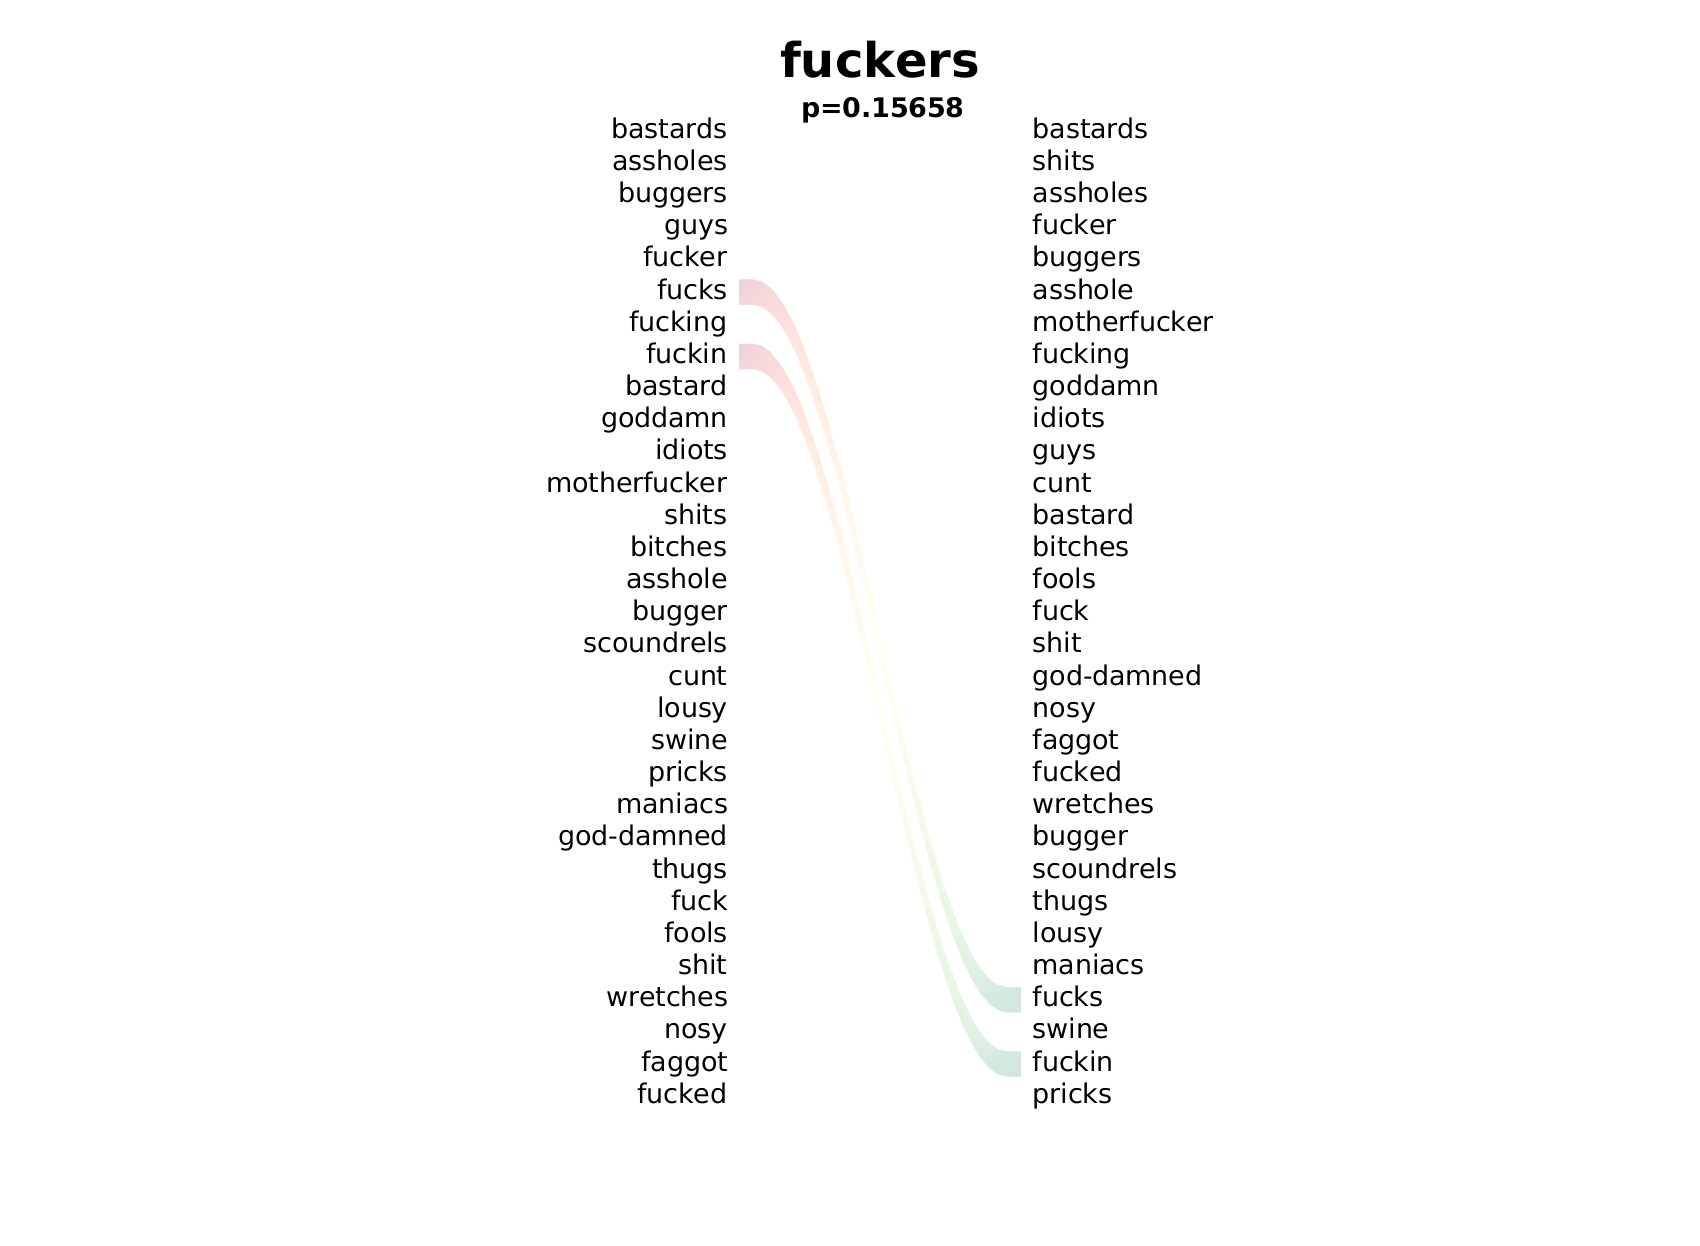 fuckers
p=0.15658
bastards bastards
assholes shits
buggers assholes
guys fucker
fucker buggers
fucks asshole
fucking motherfucker
fuckin fucking
bastard goddamn
goddamn idiots
idiots guys
motherfucker cunt
shits bastard
bitches bitches
asshole fools
bugger fuck
scoundrels shit
cunt god-damned
lousy nosy
swine faggot
pricks fucked
maniacs wretches
god-damned bugger
thugs scoundrels
fuck thugs
fools lousy
shit maniacs
wretches fucks
nosy swine
faggot fuckin
fucked pricks